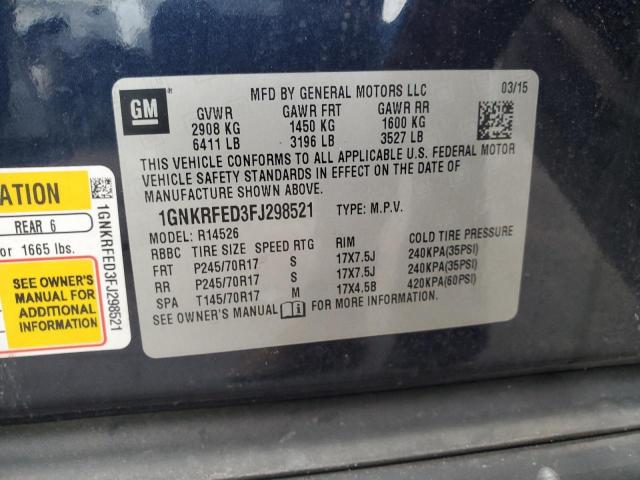 GM
MFD BY GENERAL MOTORS LLC 03/15
GVWR GAWR FRT GAWR RR
2908 KG 1450 KG 1600 KG
6411 LB 3196 LB 3527 LB
THIS VEHICLE CONFORMS TO ALL APPLICABLE U.S. FEDERAL MOTOR
VEHICLE SAFETY STANDARDS IN EFFECT ON THE DATE OF
MANUFACTURE SHOWN ABOVE.
1GNKRFED3FJ298521 TYPE: M.P.V.
MODEL: R14526
RBBC TIRE SIZE SPEED RTG RIM COLD TIRE PRESSURE
FRT P245/70R17 S 17X7.5J 240KPA(35PSI)
RR P245/70R17 S 17X7.5J 240KPA(35PSI)
SPA T145/70R17 M 17X4.5B 420KPA(60PSI)
SEE OWNER'S MANUAL i FOR MORE INFORMATION.
ATION
REAR 6
or 1665 lbs.
SEE OWNER'S
MANUAL FOR
ADDITIONAL
INFORMATION
1GNKRFED3FJ298521